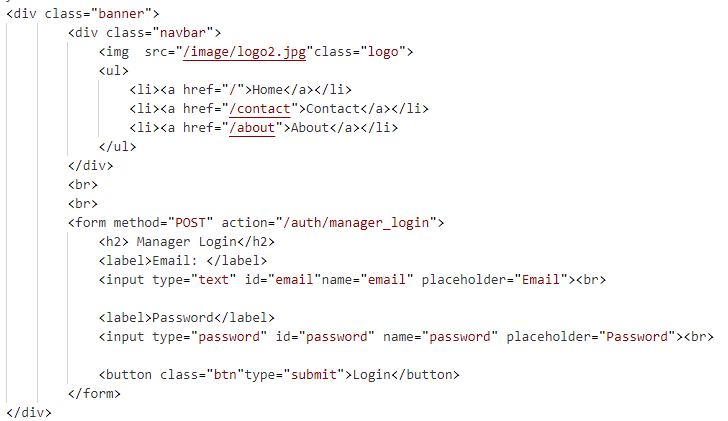 <div class="banner">
<div class="navbar">
<img  src="/image/logo2.jpg"class="logo">
<ul>
<li><a href="/">Home</a></li>
<li><a href="/contact">Contact</a></li>
<li><a href="/about">About</a></li>
</ul>
</div>
<br>
<br>
<form method="POST" action="/auth/manager_login">
<h2> Manager Login</h2>
<label>Email: </label>
<input type="text" id="email"name="email" placeholder="Email"><br>
<label>Password</label>
<input type="password" id="password" name="password" placeholder="Password"><br>
<button class="btn"type="submit">Login</button>
</form>
</div>